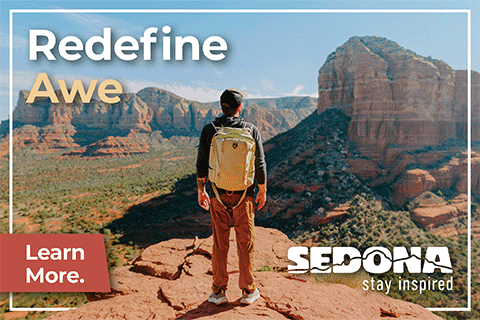 Redefine
Awe
Learn
More.
SEDONA
stay inspired